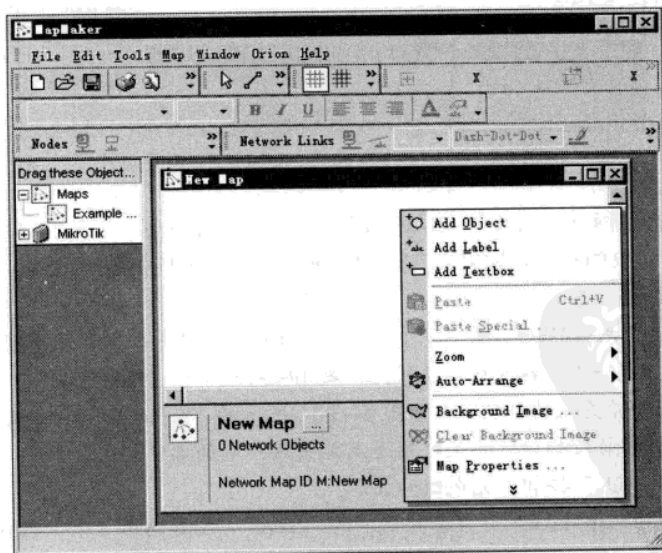 MapMaker
File Edit Tools Map Window Orion Help
X X
B I U A
Nodes Network Links Dash-Dot-Dot
Drag these Object...
Maps
Example ...
MikroTik
New Map
Add Object
Add Label
Add Textbox
Paste Ctrl+V
Paste Special ...
Zoom
Auto-Arrange
Background Image ...
Clear Background Image
Map Properties ...
New Map ...
0 Network Objects
Network Map ID M:New Map